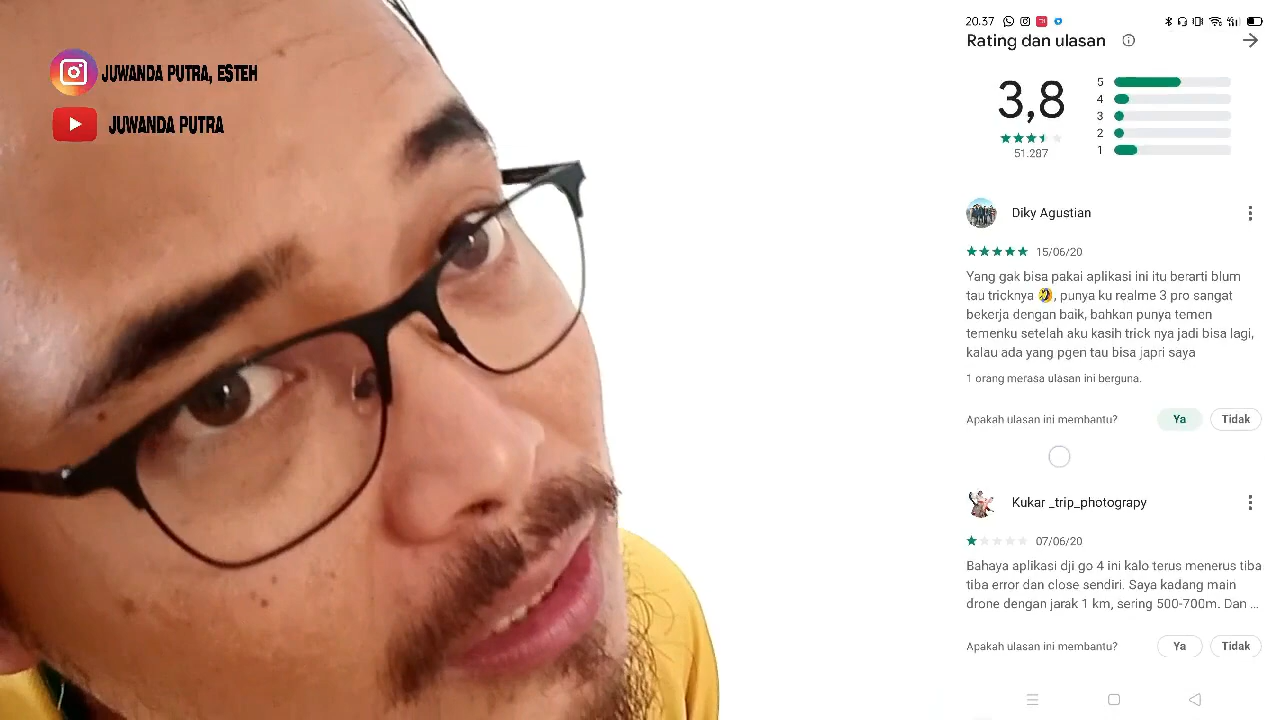 JUWANDA PUTRA, ESTEH
JUWANDA PUTRA
20.37
Rating dan ulasan
3,8
51.287
5
4
3
2
1
Diky Agustian
15/06/20
Yang gak bisa pakai aplikasi ini itu berarti blum
tau tricknya 🤣, punya ku realme 3 pro sangat
bekerja dengan baik, bahkan punya temen
temenku setelah aku kasih trick nya jadi bisa lagi,
kalau ada yang pgen tau bisa japri saya
1 orang merasa ulasan ini berguna.
Apakah ulasan ini membantu? Ya Tidak
Kukar _trip_photograpy
07/06/20
Bahaya aplikasi dji go 4 ini kalo terus menerus tiba
tiba error dan close sendiri. Saya kadang main
drone dengan jarak 1 km, sering 500-700m. Dan ...
Apakah ulasan ini membantu? Ya Tidak